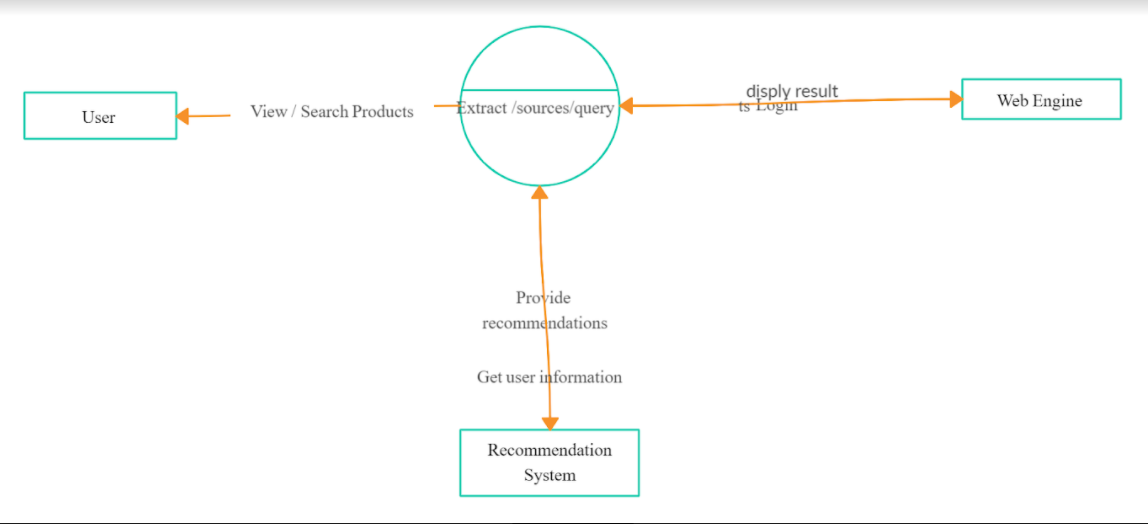 User
View / Search Products
Extract /sources/query
disply result
ts Login
Web Engine
Provide
recommendations
Get user information
Recommendation
System